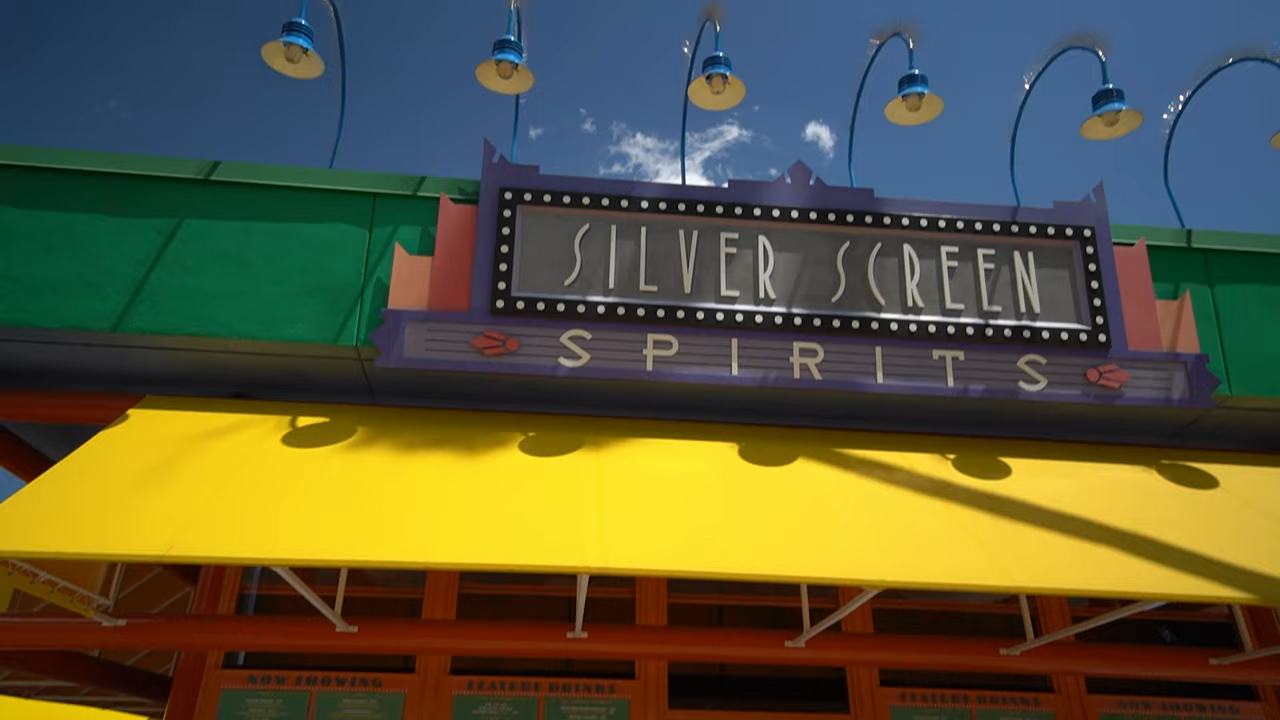 SILVER SCREEN
SPIRITS
NOW SHOWING
FEATURE DRINKS
FEATURE DRINKS
NOW SHOWING